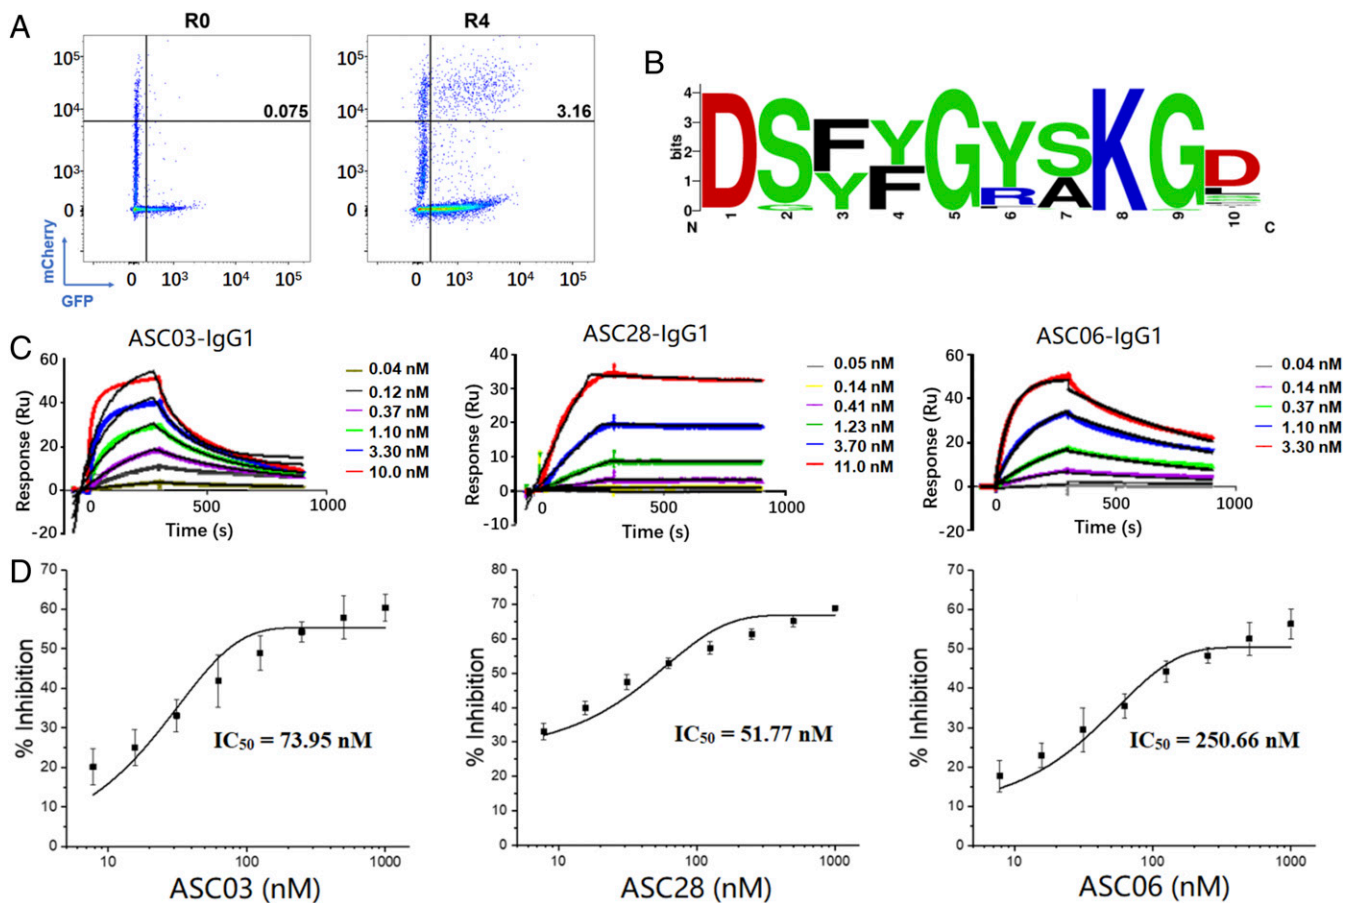 A
R0
R4
10⁵
10⁴
10³
0
0.075
0 10³ 10⁴ 10⁵
mCherry
GFP
10⁵
10⁴
10³
0
3.16
0 10³ 10⁴ 10⁵
B
bits
4
3
2
1
0
DSFYGYSKGD
YFRA
1 2 3 4 5 6 7 8 9 10
N C
C
ASC03-IgG1
Response (Ru)
60
40
20
0
-20
0 500 1000
Time (s)
0.04 nM
0.12 nM
0.37 nM
1.10 nM
3.30 nM
10.0 nM
ASC28-IgG1
Response (Ru)
40
30
20
10
0
-10
0 500 1000
Time (s)
0.05 nM
0.14 nM
0.41 nM
1.23 nM
3.70 nM
11.0 nM
ASC06-IgG1
Response (Ru)
60
40
20
0
-20
0 500 1000
Time (s)
0.04 nM
0.14 nM
0.37 nM
1.10 nM
3.30 nM
D
% Inhibition
70
60
50
40
30
20
10
0
IC₅₀ = 73.95 nM
10 100 1000
ASC03 (nM)
% Inhibition
80
70
60
50
40
30
20
10
0
IC₅₀ = 51.77 nM
10 100 1000
ASC28 (nM)
% Inhibition
70
60
50
40
30
20
10
0
IC₅₀ = 250.66 nM
10 100 1000
ASC06 (nM)